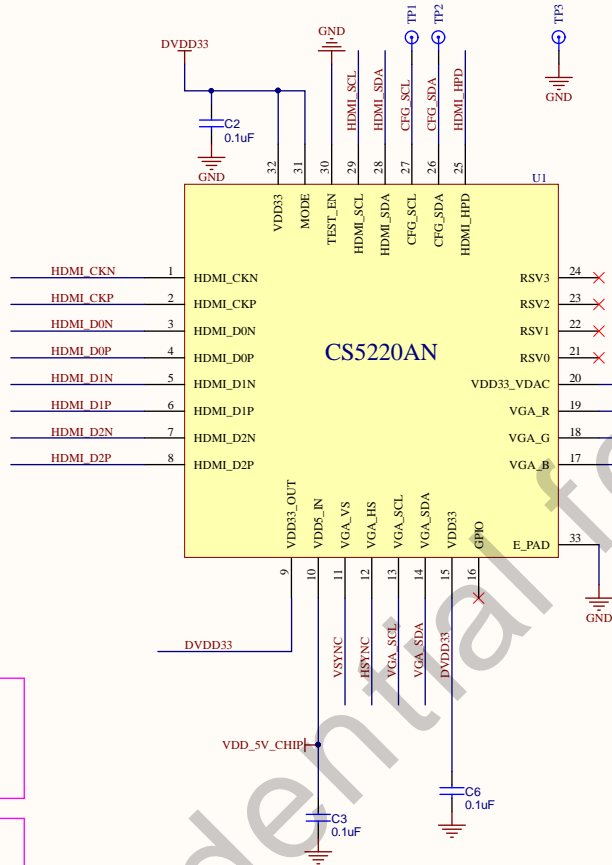 TP1
TP2
TP3
GND
DVDD33
HDMI_SCL
HDMI_SDA
CFG_SCL
CFG_SDA
HDMI_HPD
GND
C2
0.1uF
GND
32
31
30
29
28
27
26
25
U1
VDD33
MODE
TEST_EN
HDMI_SCL
HDMI_SDA
CFG_SCL
CFG_SDA
HDMI_HPD
HDMI_CKN 1 HDMI_CKN
HDMI_CKP 2 HDMI_CKP
HDMI_D0N 3 HDMI_D0N
HDMI_D0P 4 HDMI_D0P
HDMI_D1N 5 HDMI_D1N
HDMI_D1P 6 HDMI_D1P
HDMI_D2N 7 HDMI_D2N
HDMI_D2P 8 HDMI_D2P
CS5220AN
RSV3 24
RSV2 23
RSV1 22
RSV0 21
VDD33_VDAC 20
VGA_R 19
VGA_G 18
VGA_B 17
E_PAD 33
GND
VDD33_OUT
VDD5_IN
VGA_VS
VGA_HS
VGA_SCL
VGA_SDA
VDD33
GPIO
9
10
11
12
13
14
15
16
DVDD33
VSYNC
HSYNC
VGA_SCL
VGA_SDA
DVDD33
VDD_5V_CHIP
C3
0.1uF
C6
0.1uF